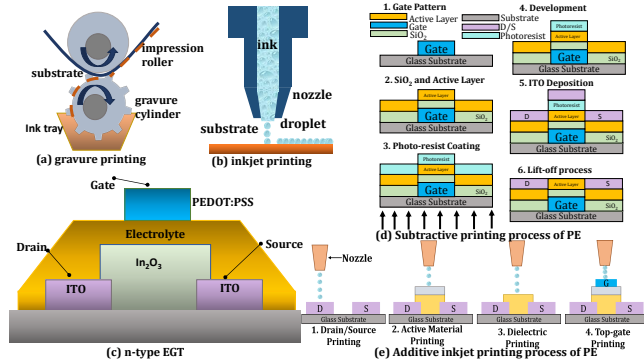 impression
roller
substrate
gravure
cylinder
Ink tray
(a) gravure printing
ink
nozzle
droplet
substrate
(b) inkjet printing
1. Gate Pattern
Active Layer
Gate
SiO2
Substrate
D/S
Photoresist
Gate
Glass Substrate
2. SiO2 and Active Layer
Active Layer
Gate
SiO2
Glass Substrate
3. Photo-resist Coating
Photoresist
Active Layer
Gate
SiO2
Glass Substrate
4. Development
Photoresist
Active Layer
Gate
SiO2
Glass Substrate
5. ITO Deposition
Photoresist
D
Active Layer
S
Gate
SiO2
Glass Substrate
6. Lift-off process
D
Active Layer
S
Gate
SiO2
Glass Substrate
(d) Subtractive printing process of PE
Gate
PEDOT:PSS
Electrolyte
Drain
Source
In2O3
ITO
ITO
(c) n-type EGT
Nozzle
D
S
Glass Substrate
1. Drain/Source
Printing
D
S
Glass Substrate
2. Active Material
Printing
D
S
Glass Substrate
3. Dielectric
Printing
G
D
S
Glass Substrate
4. Top-gate
Printing
(e) Additive inkjet printing process of PE